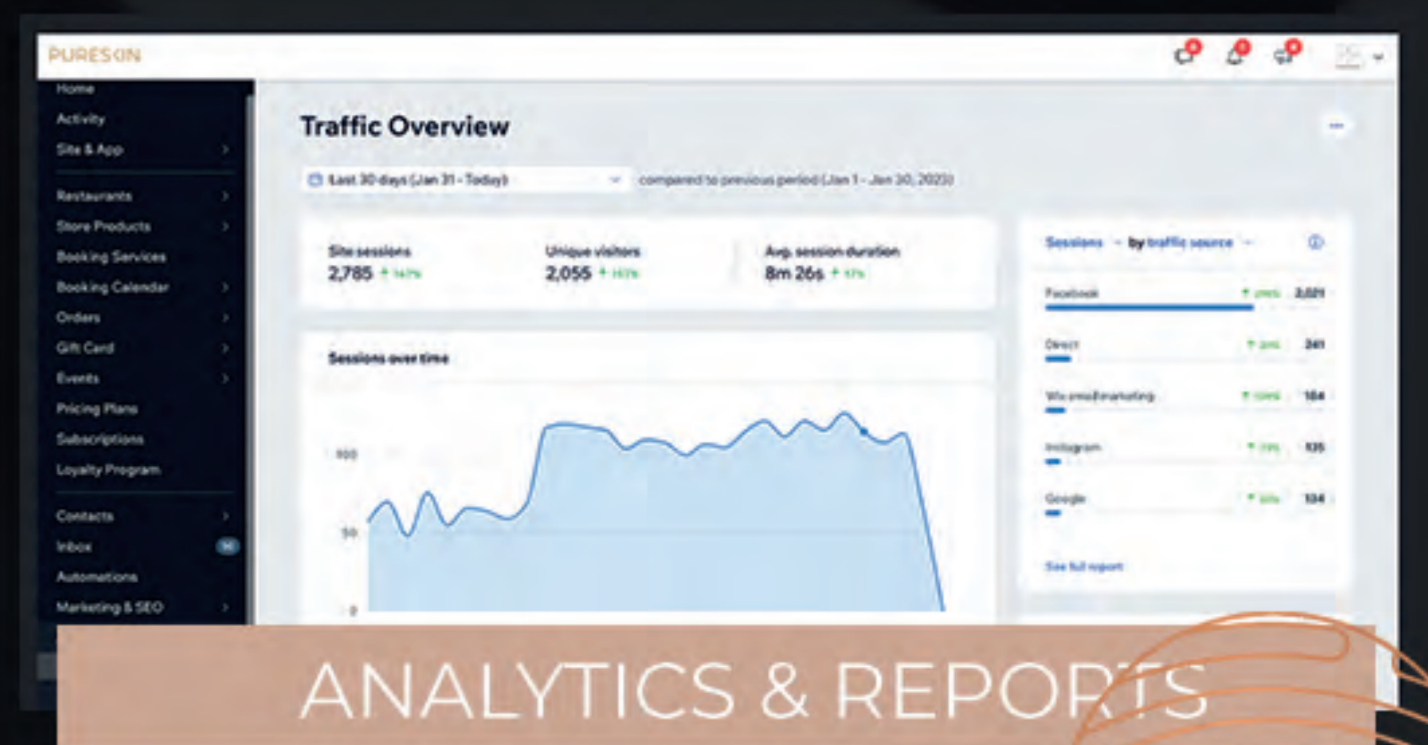 PURESKIN
Home
Activity
Site & App
Restaurants
Store Products
Booking Services
Booking Calendar
Orders
Gift Card
Events
Pricing Plans
Subscriptions
Loyalty Program
Contacts
Inbox
Automations
Marketing & SEO
Traffic Overview
Last 30 days (Jan 31 - Today)
compared to previous period (Jan 1 - Jan 30, 2023)
Site sessions
2,785
Unique visitors
2,055
Avg. session duration
8m 26s
Sessions over time
100
50
0
Sessions by traffic source
Facebook 2,021
Direct 241
Wix email marketing 184
Instagram 135
Google 134
See full report
ANALYTICS & REPORTS